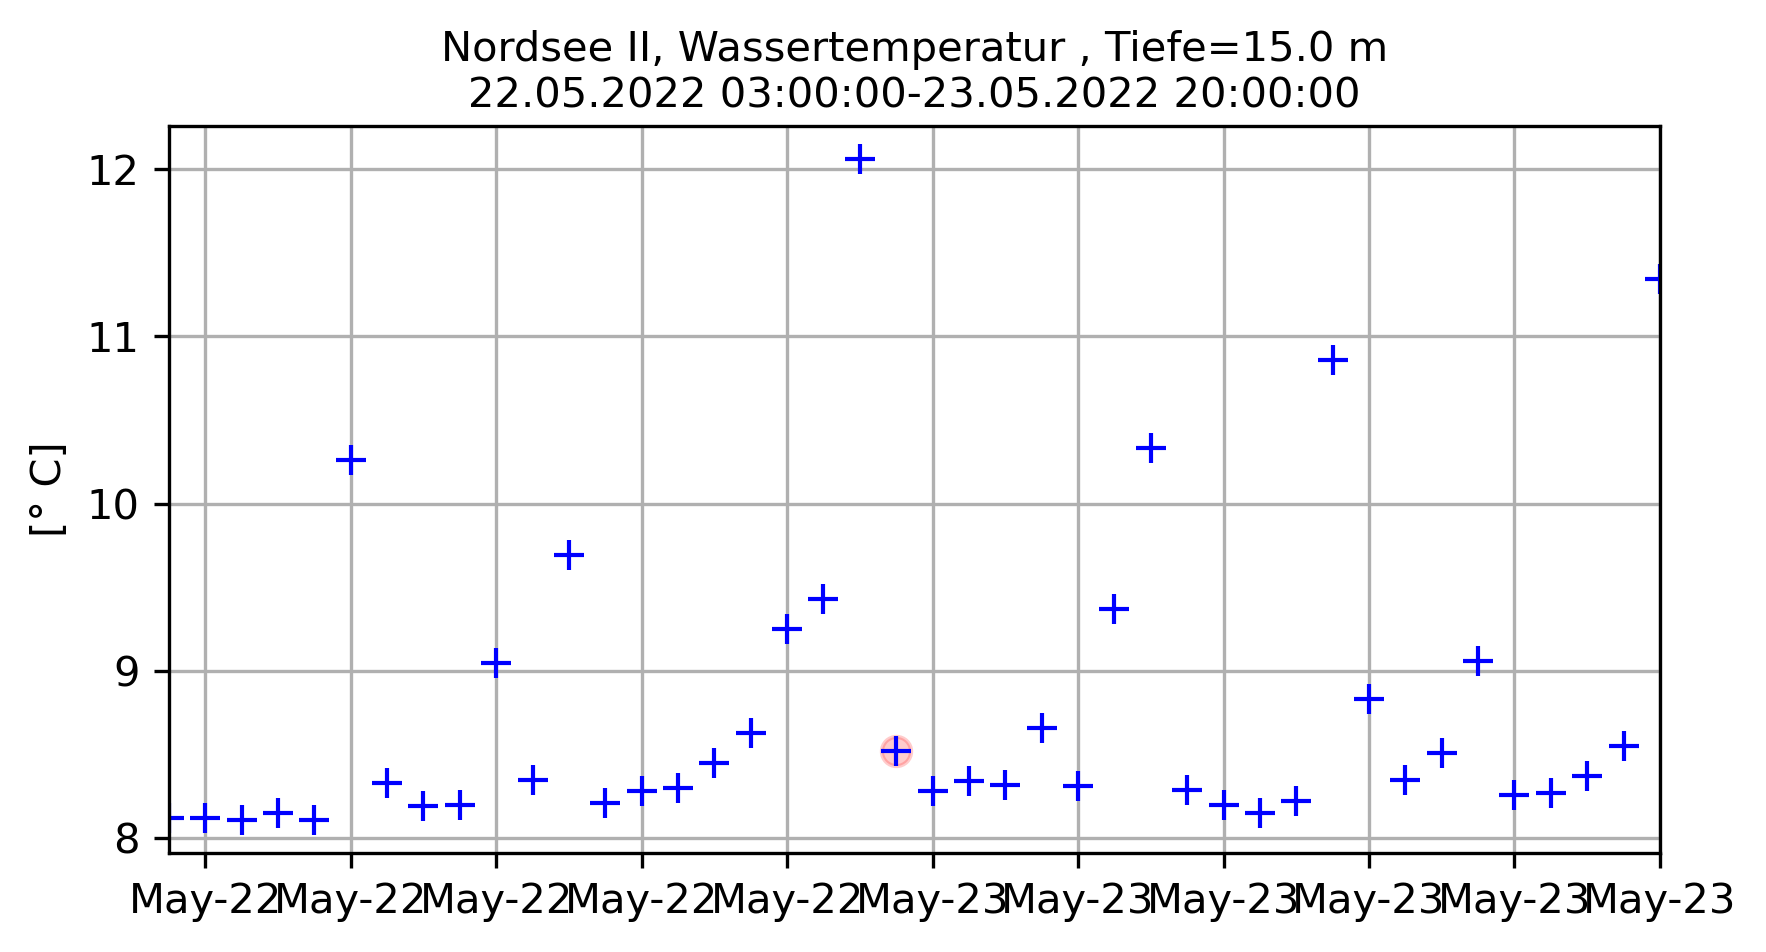 Nordsee II, Wassertemperatur , Tiefe=15.0 m
22.05.2022 03:00:00-23.05.2022 20:00:00
[° C]
12
11
10
9
8
May-22 May-22 May-22 May-22 May-22 May-23 May-23 May-23 May-23 May-23 May-23